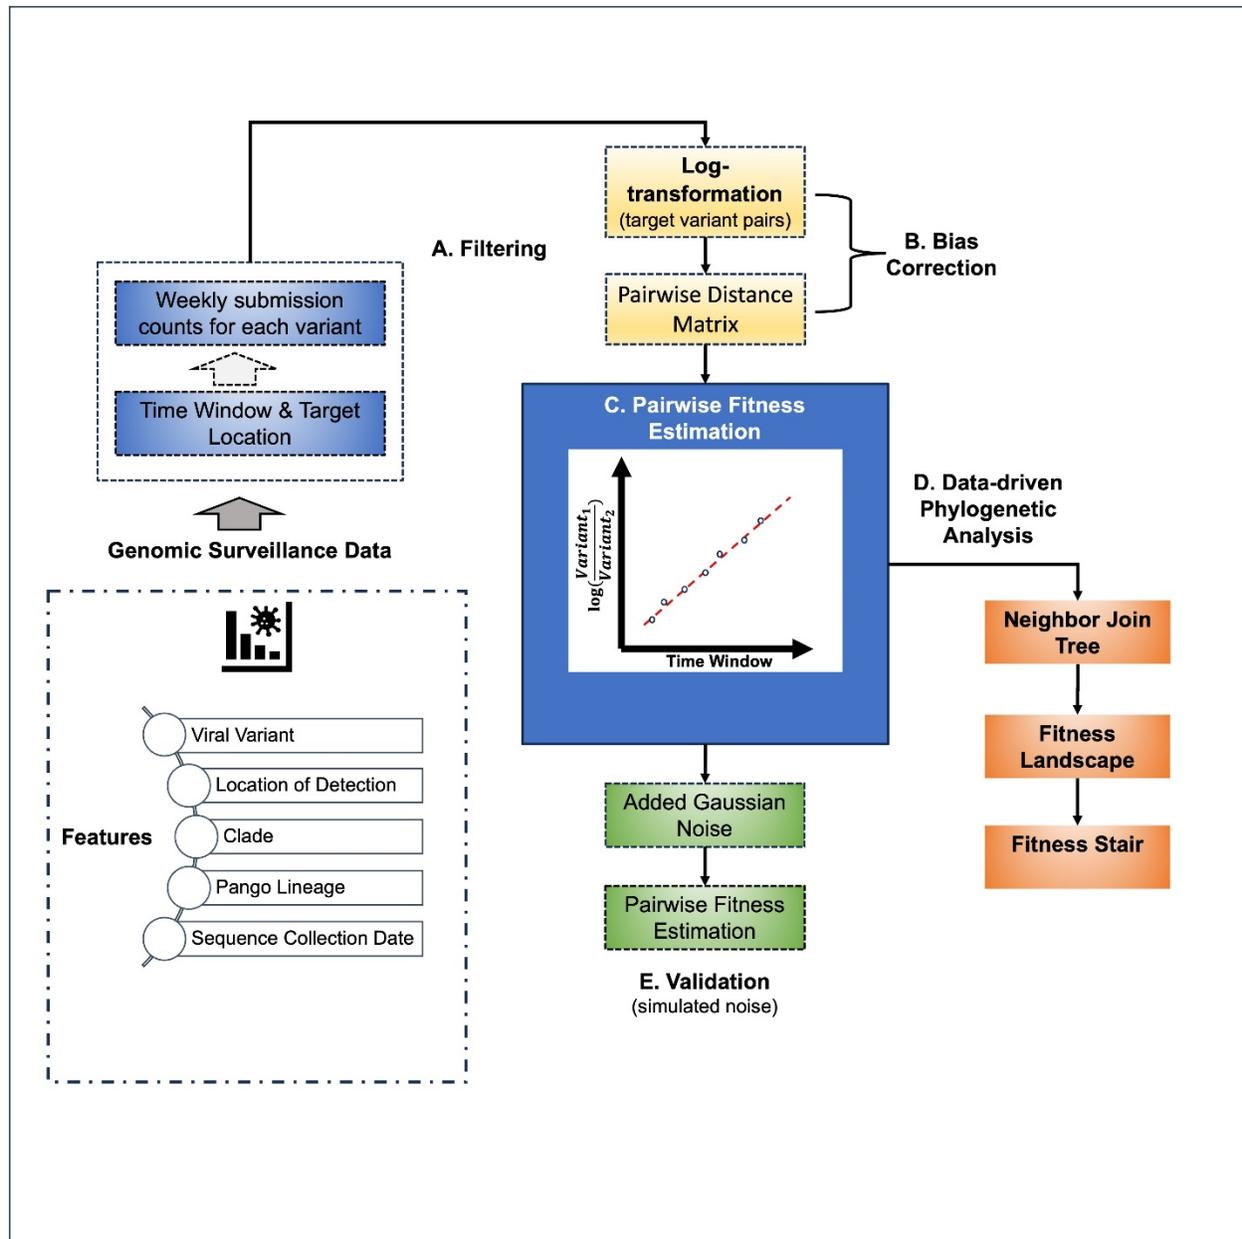 Log-
transformation
(target variant pairs)
A. Filtering
B. Bias
Correction
Weekly submission
counts for each variant
Pairwise Distance
Matrix
Time Window & Target
Location
C. Pairwise Fitness
Estimation
log(Variant₁/Variant₂)
Time Window
D. Data-driven
Phylogenetic
Analysis
Genomic Surveillance Data
Neighbor Join
Tree
Fitness
Landscape
Fitness Stair
Features
Viral Variant
Location of Detection
Clade
Pango Lineage
Sequence Collection Date
Added Gaussian
Noise
Pairwise Fitness
Estimation
E. Validation
(simulated noise)